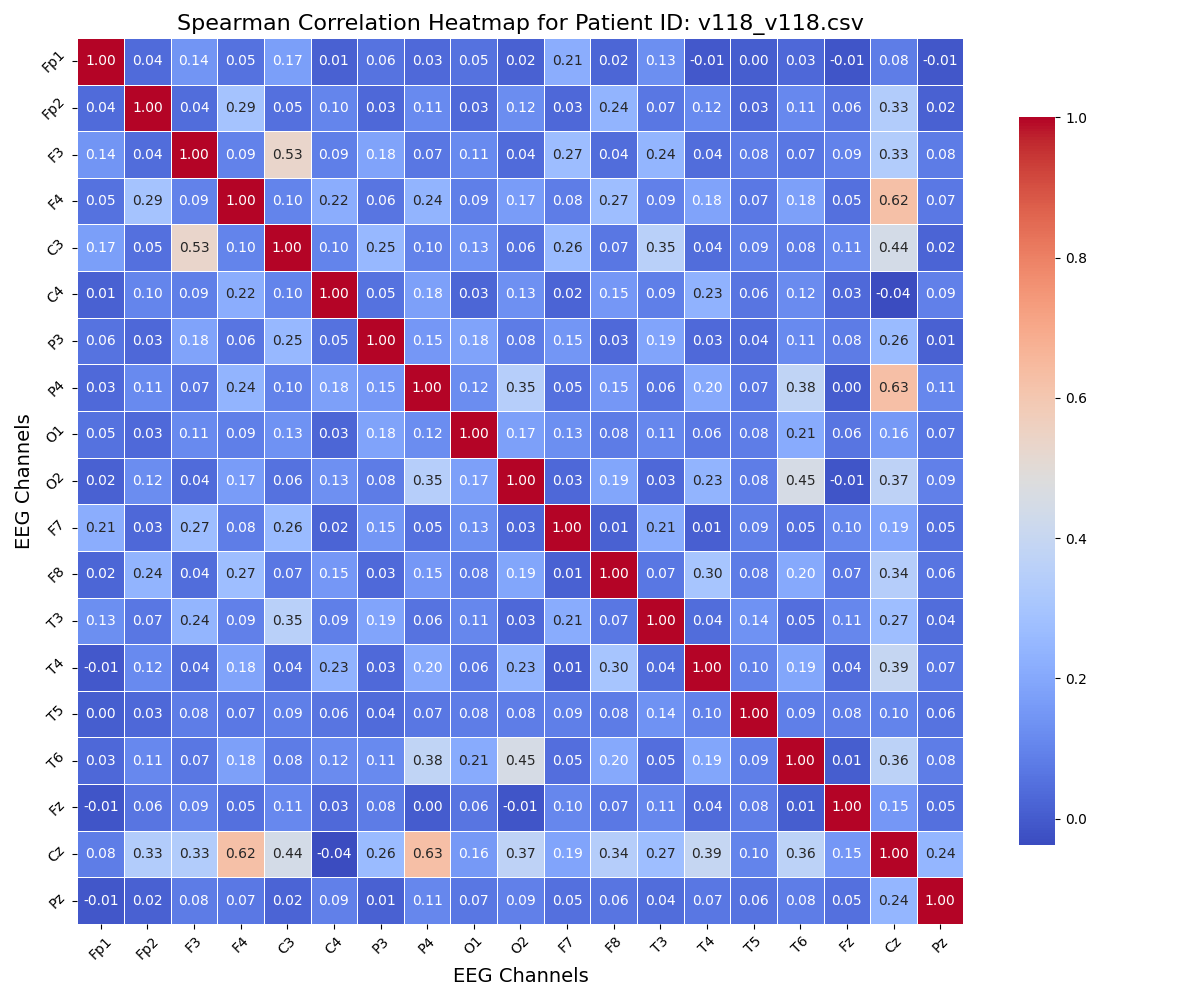 Spearman Correlation Heatmap for Patient ID: v118_v118.csv
Fp1 1.00 0.04 0.14 0.05 0.17 0.01 0.06 0.03 0.05 0.02 0.21 0.02 0.13 -0.01 0.00 0.03 -0.01 0.08 -0.01
Fp2 0.04 1.00 0.04 0.29 0.05 0.10 0.03 0.11 0.03 0.12 0.03 0.24 0.07 0.12 0.03 0.11 0.06 0.33 0.02
F3 0.14 0.04 1.00 0.09 0.53 0.09 0.18 0.07 0.11 0.04 0.27 0.04 0.24 0.04 0.08 0.07 0.09 0.33 0.08
F4 0.05 0.29 0.09 1.00 0.10 0.22 0.06 0.24 0.09 0.17 0.08 0.27 0.09 0.18 0.07 0.18 0.05 0.62 0.07
C3 0.17 0.05 0.53 0.10 1.00 0.10 0.25 0.10 0.13 0.06 0.26 0.07 0.35 0.04 0.09 0.08 0.11 0.44 0.02
C4 0.01 0.10 0.09 0.22 0.10 1.00 0.05 0.18 0.03 0.13 0.02 0.15 0.09 0.23 0.06 0.12 0.03 -0.04 0.09
P3 0.06 0.03 0.18 0.06 0.25 0.05 1.00 0.15 0.18 0.08 0.15 0.03 0.19 0.03 0.04 0.11 0.08 0.26 0.01
P4 0.03 0.11 0.07 0.24 0.10 0.18 0.15 1.00 0.12 0.35 0.05 0.15 0.06 0.20 0.07 0.38 0.00 0.63 0.11
O1 0.05 0.03 0.11 0.09 0.13 0.03 0.18 0.12 1.00 0.17 0.13 0.08 0.11 0.06 0.08 0.21 0.06 0.16 0.07
O2 0.02 0.12 0.04 0.17 0.06 0.13 0.08 0.35 0.17 1.00 0.03 0.19 0.03 0.23 0.08 0.45 -0.01 0.37 0.09
F7 0.21 0.03 0.27 0.08 0.26 0.02 0.15 0.05 0.13 0.03 1.00 0.01 0.21 0.01 0.09 0.05 0.10 0.19 0.05
F8 0.02 0.24 0.04 0.27 0.07 0.15 0.03 0.15 0.08 0.19 0.01 1.00 0.07 0.30 0.08 0.20 0.07 0.34 0.06
T3 0.13 0.07 0.24 0.09 0.35 0.09 0.19 0.06 0.11 0.03 0.21 0.07 1.00 0.04 0.14 0.05 0.11 0.27 0.04
T4 -0.01 0.12 0.04 0.18 0.04 0.23 0.03 0.20 0.06 0.23 0.01 0.30 0.04 1.00 0.10 0.19 0.04 0.39 0.07
T5 0.00 0.03 0.08 0.07 0.09 0.06 0.04 0.07 0.08 0.08 0.09 0.08 0.14 0.10 1.00 0.09 0.08 0.10 0.06
T6 0.03 0.11 0.07 0.18 0.08 0.12 0.11 0.38 0.21 0.45 0.05 0.20 0.05 0.19 0.09 1.00 0.01 0.36 0.08
Fz -0.01 0.06 0.09 0.05 0.11 0.03 0.08 0.00 0.06 -0.01 0.10 0.07 0.11 0.04 0.08 0.01 1.00 0.15 0.05
Cz 0.08 0.33 0.33 0.62 0.44 -0.04 0.26 0.63 0.16 0.37 0.19 0.34 0.27 0.39 0.10 0.36 0.15 1.00 0.24
Pz -0.01 0.02 0.08 0.07 0.02 0.09 0.01 0.11 0.07 0.09 0.05 0.06 0.04 0.07 0.06 0.08 0.05 0.24 1.00
Fp1 Fp2 F3 F4 C3 C4 P3 P4 O1 O2 F7 F8 T3 T4 T5 T6 Fz Cz Pz
EEG Channels
EEG Channels
1.0
0.8
0.6
0.4
0.2
0.0